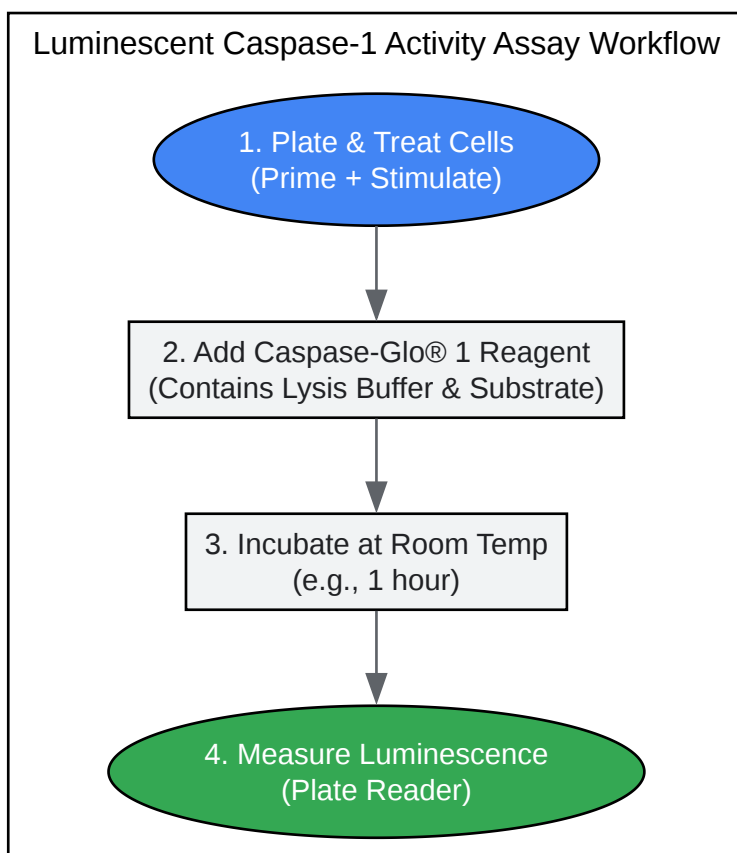 Luminescent Caspase-1 Activity Assay Workflow
1. Plate & Treat Cells
(Prime + Stimulate)
2. Add Caspase-Glo® 1 Reagent
(Contains Lysis Buffer & Substrate)
3. Incubate at Room Temp
(e.g., 1 hour)
4. Measure Luminescence
(Plate Reader)